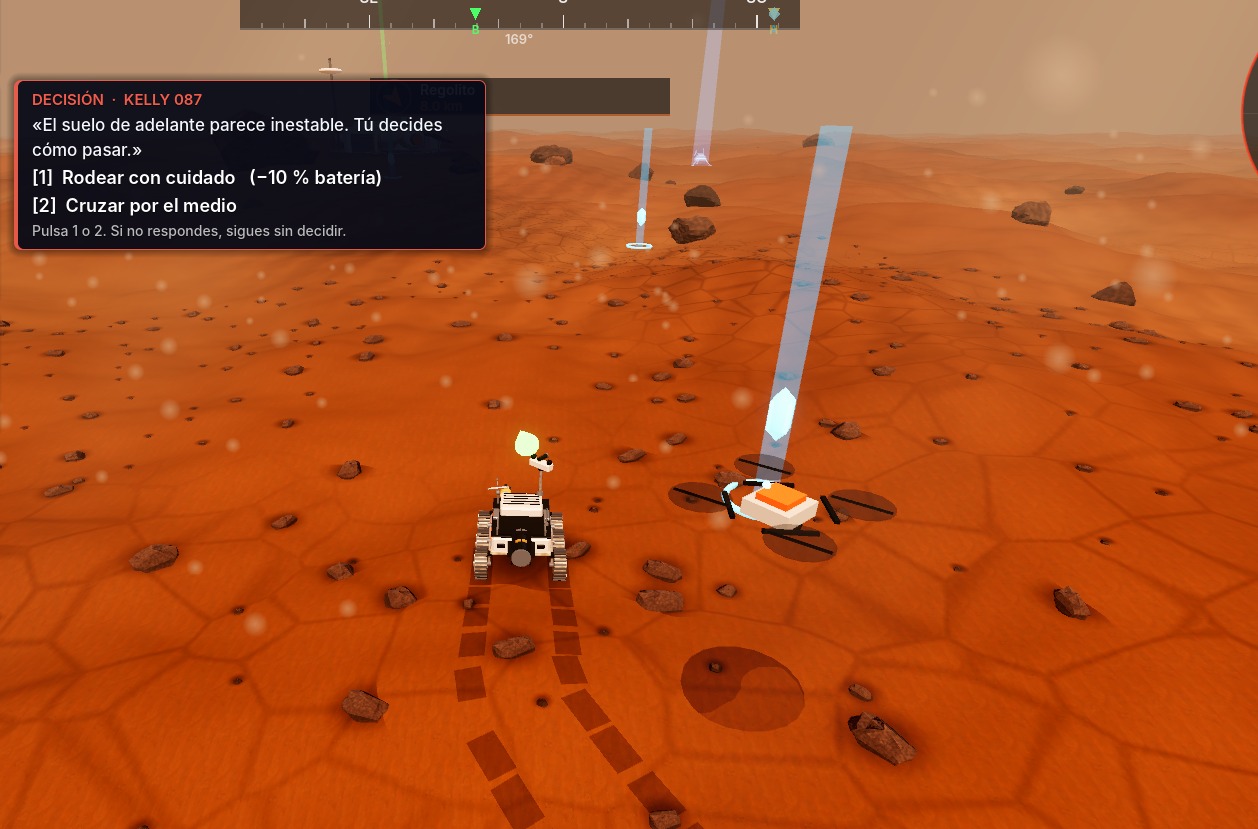 S
B
M
169°
Regolito
DECISIÓN · KELLY 087
«El suelo de adelante parece inestable. Tú decides
cómo pasar.»
[1] Rodear con cuidado (−10 % batería)
[2] Cruzar por el medio
Pulsa 1 o 2. Si no respondes, sigues sin decidir.